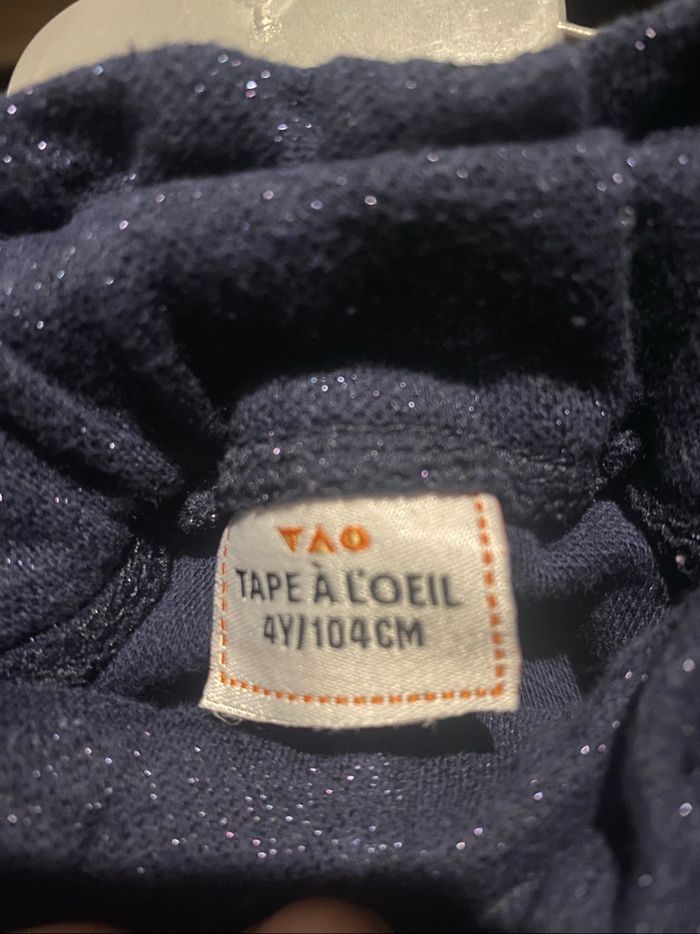 TAO
TAPE À L'OEIL
4Y/104CM